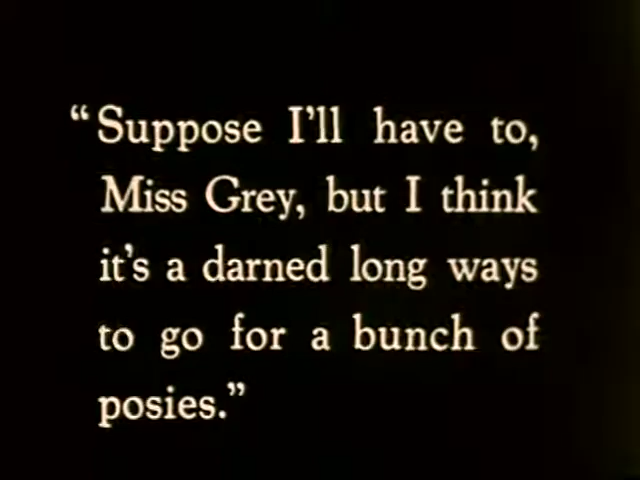 “Suppose I’ll have to,
Miss Grey, but I think
it’s a darned long ways
to go for a bunch of
posies.”